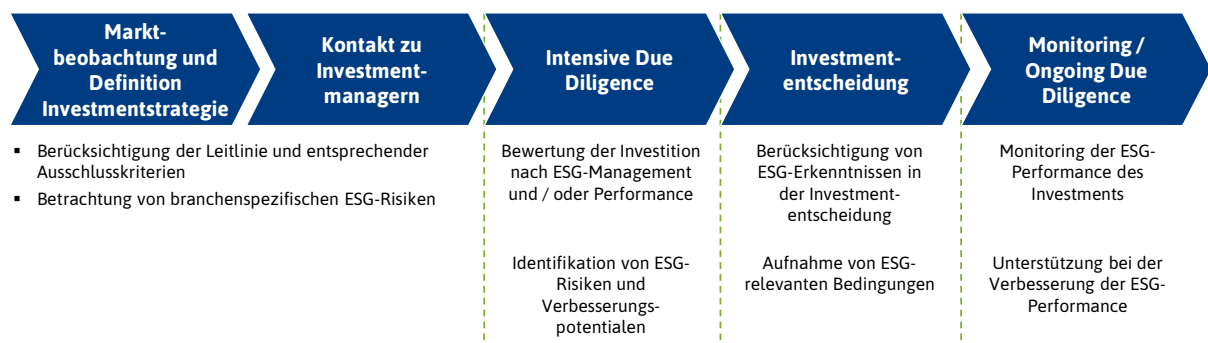 Markt-
beobachtung und
Definition
Investmentstrategie
Kontakt zu
Investment-
managern
Intensive Due
Diligence
Investment-
entscheidung
Monitoring /
Ongoing Due
Diligence
▪ Berücksichtigung der Leitlinie und entsprechender
Ausschlusskriterien
▪ Betrachtung von branchenspezifischen ESG-Risiken
Bewertung der Investition
nach ESG-Management
und / oder Performance
Identifikation von ESG-
Risiken und
Verbesserungs-
potentialen
Berücksichtigung von
ESG-Erkenntnissen in
der Investment-
entscheidung
Aufnahme von ESG-
relevanten Bedingungen
Monitoring der ESG-
Performance des
Investments
Unterstützung bei der
Verbesserung der ESG-
Performance